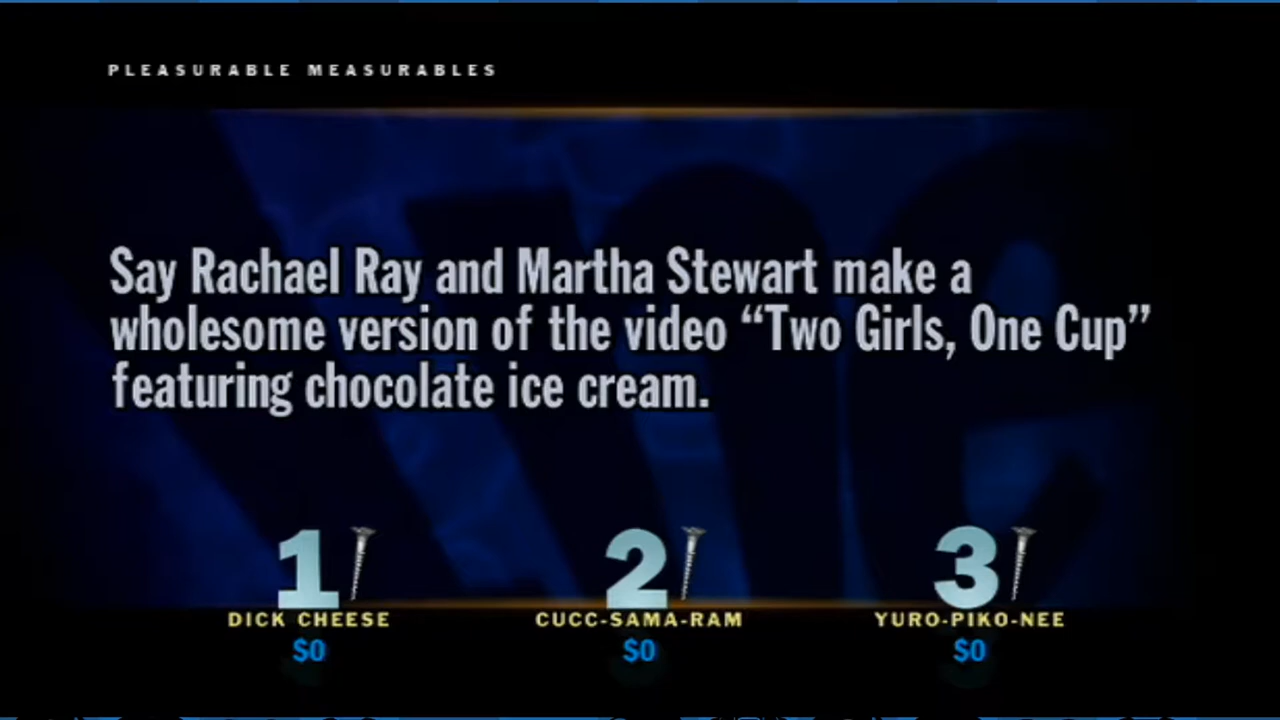 PLEASURABLE MEASURABLES
Say Rachael Ray and Martha Stewart make a
wholesome version of the video “Two Girls, One Cup”
featuring chocolate ice cream.
1 2 3
DICK CHEESE CUCC-SAMA-RAM YURO-PIKO-NEE
$0 $0 $0